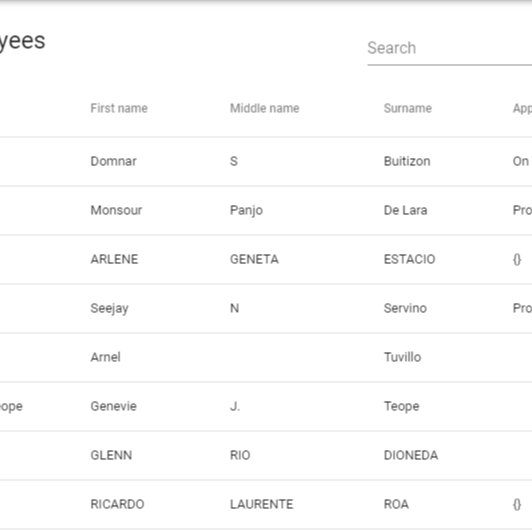 yees
Search
First name Middle name Surname App
Domnar S Buitizon On
Monsour Panjo De Lara Pro
ARLENE GENETA ESTACIO {}
Seejay N Servino Pro
Arnel Tuvillo
ope Genevie J. Teope
GLENN RIO DIONEDA
RICARDO LAURENTE ROA {}